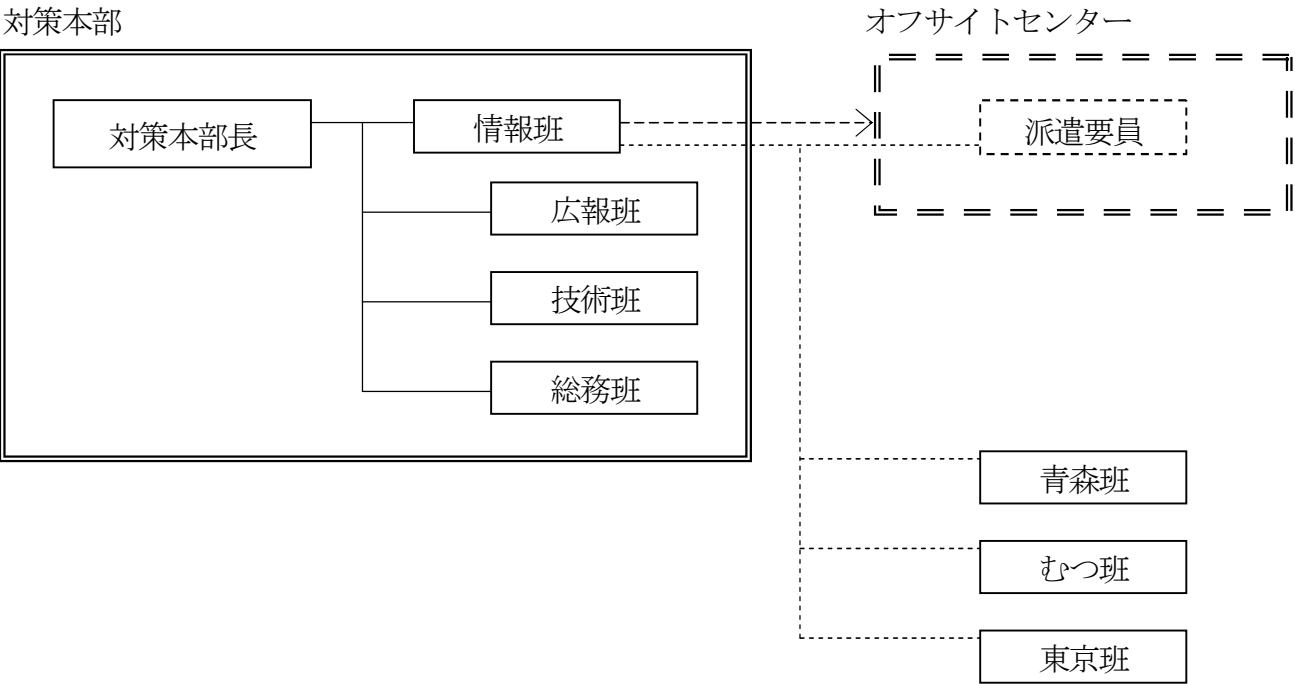 対策本部
オフサイトセンター
対策本部長
情報班
派遣要員
広報班
技術班
総務班
青森班
むつ班
東京班